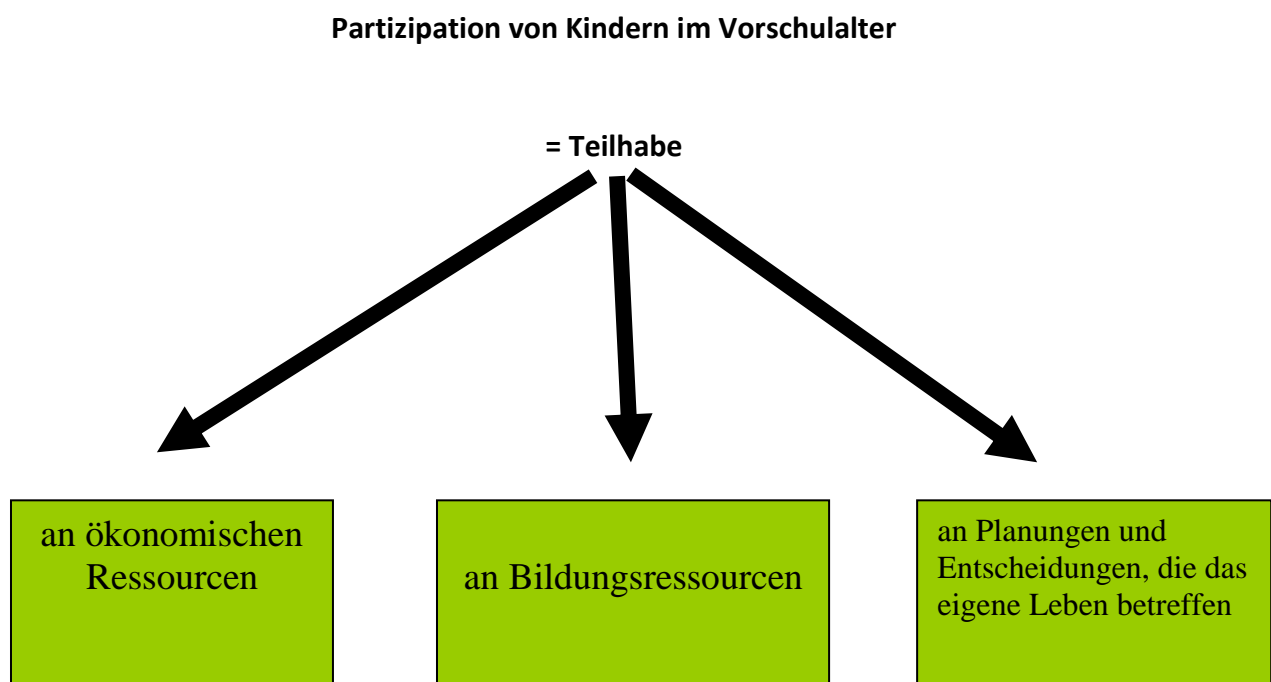 Partizipation von Kindern im Vorschulalter
= Teilhabe
an ökonomischen
Ressourcen
an Bildungsressourcen
an Planungen und
Entscheidungen, die das
eigene Leben betreffen